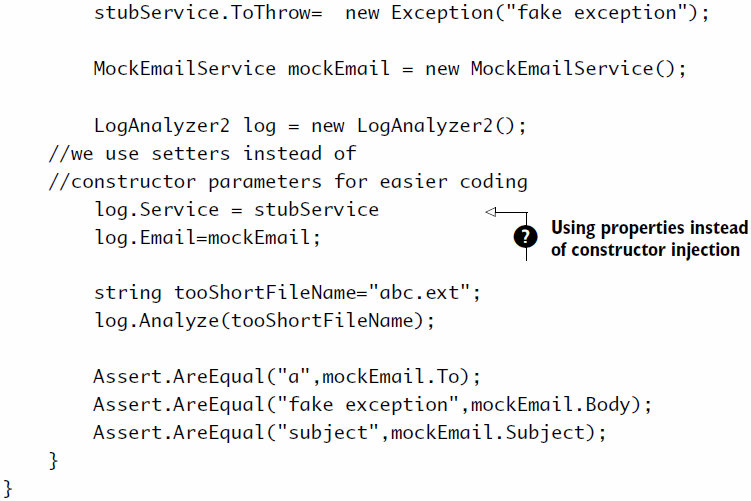 stubService.ToThrow=  new Exception("fake exception");
MockEmailService mockEmail = new MockEmailService();
LogAnalyzer2 log = new LogAnalyzer2();
//we use setters instead of
//constructor parameters for easier coding
log.Service = stubService
log.Email=mockEmail;
?
Using properties instead
of constructor injection
string tooShortFileName="abc.ext";
log.Analyze(tooShortFileName);
Assert.AreEqual("a",mockEmail.To);
Assert.AreEqual("fake exception",mockEmail.Body);
Assert.AreEqual("subject",mockEmail.Subject);
}
}